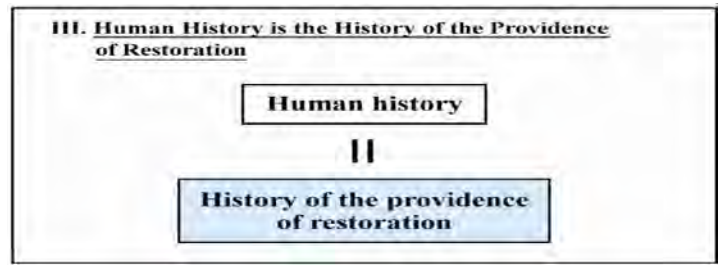 III. Human History is the History of the Providence
of Restoration
Human history
=
History of the providence
of restoration